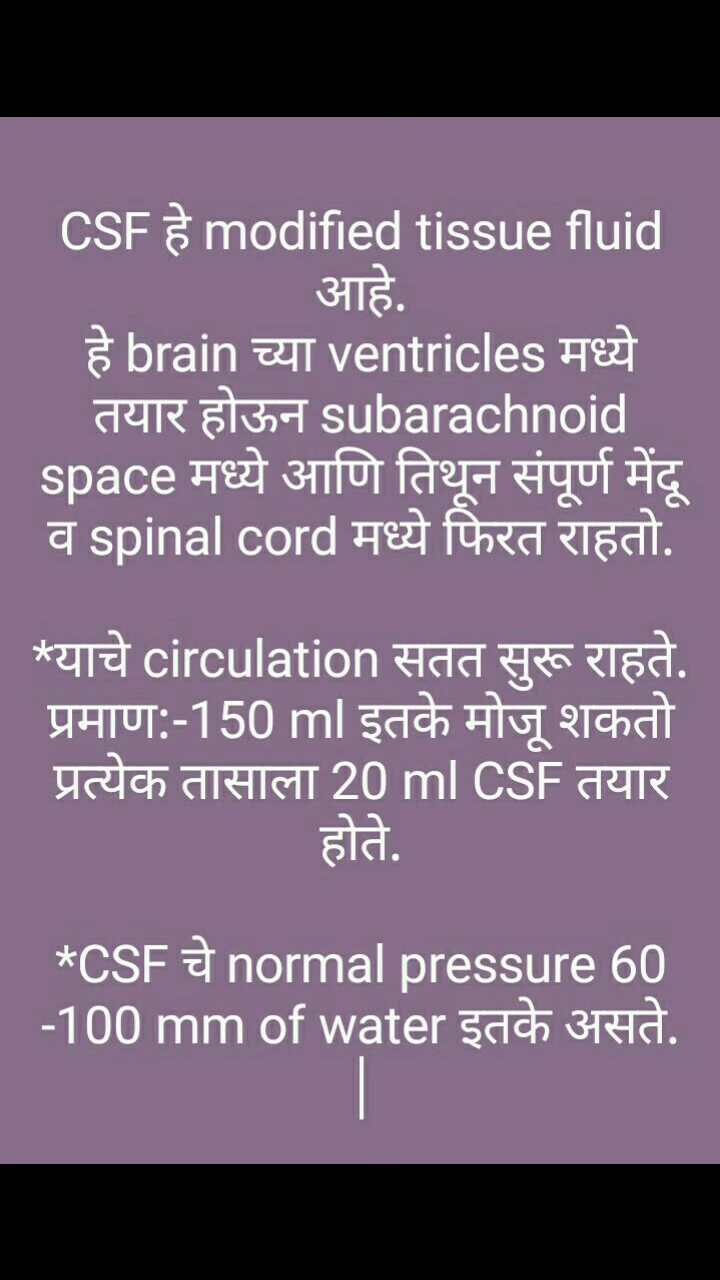 CSF हे modified tissue fluid
आहे.
हे brain च्या ventricles मध्ये
तयार होऊन subarachnoid
space मध्ये आणि तिथून संपूर्ण मेंदू
व spinal cord मध्ये फिरत राहतो.
*याचे circulation सतत सुरू राहते.
प्रमाण:-150 ml इतके मोजू शकतो
प्रत्येक तासाला 20 ml CSF तयार
होते.
*CSF चे normal pressure 60
-100 mm of water इतके असते.